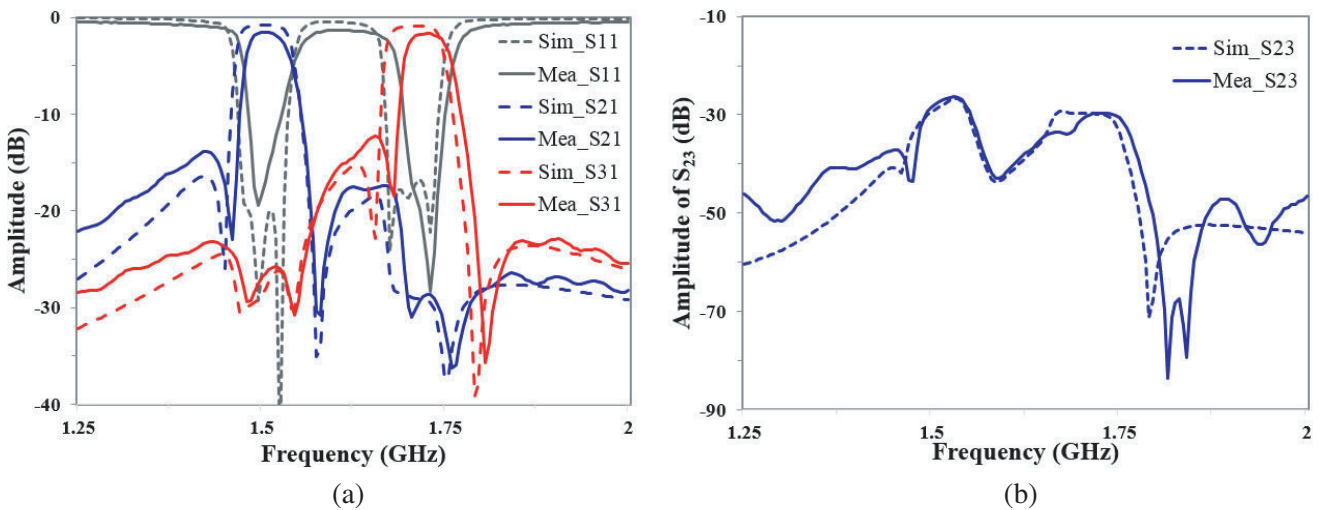 0
-10
-20
-30
-40
Amplitude (dB)
Sim_S11
Mea_S11
Sim_S21
Mea_S21
Sim_S31
Mea_S31
1.25
1.5
1.75
2
Frequency (GHz)
(a)
-10
-30
-50
-70
-90
Amplitude of S23 (dB)
Sim_S23
Mea_S23
1.25
1.5
1.75
2
Frequency (GHz)
(b)